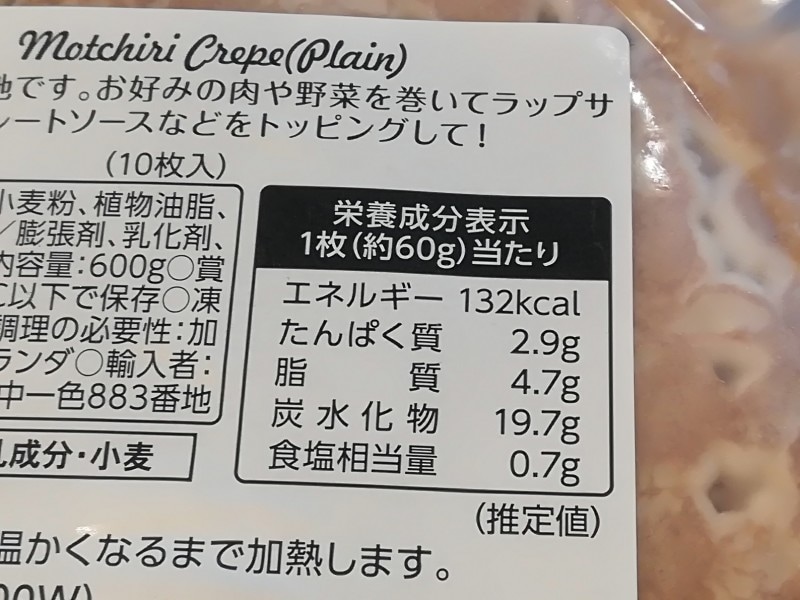 Motchiri Crepe(Plain)
地です。お好みの肉や野菜を巻いてラップサ
レートソースなどをトッピングして!
(10枚入)
小麦粉、植物油脂、
/膨張剤、乳化剤、
内容量:600g○賞
℃以下で保存○凍
調理の必要性:加
ランダ○輸入者:
中一色883番地
乳成分・小麦
栄養成分表示
1枚(約60g)当たり
エネルギー 132kcal
たんぱく質 2.9g
脂質 4.7g
炭水化物 19.7g
食塩相当量 0.7g
(推定値)
温かくなるまで加熱します。
00W)